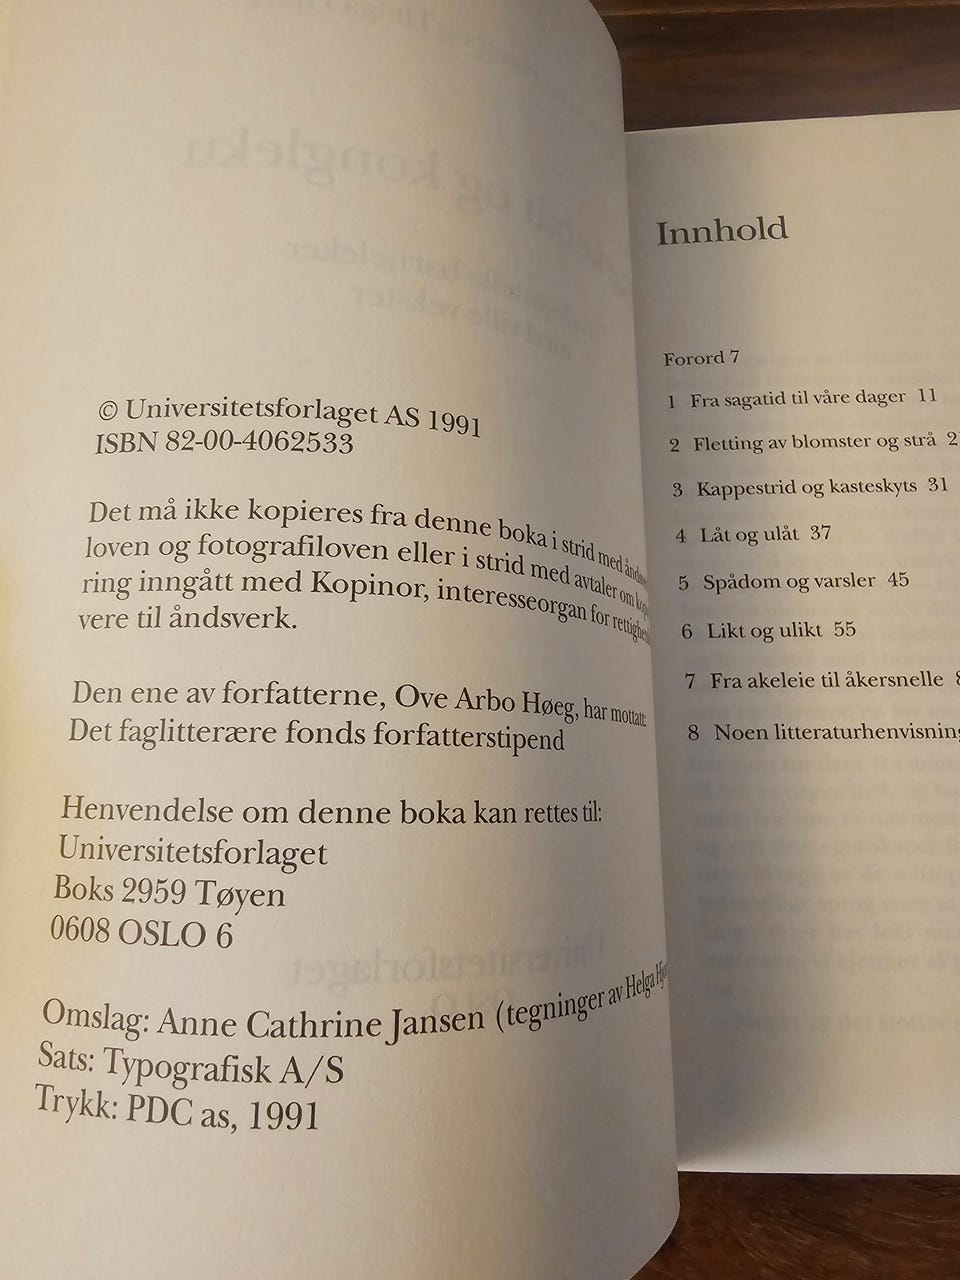 © Universitetsforlaget AS 1991
ISBN 82-00-4062533
Det må ikke kopieres fra denne boka i strid med
loven og fotografiloven eller i strid med avtaler om
ring inngått med Kopinor, interesseorgan for
vere til åndsverk.
Den ene av forfatterne, Ove Arbo Høeg, har mottatt
Det faglitterære fonds forfatterstipend
Henvendelse om denne boka kan rettes til:
Universitetsforlaget
Boks 2959 Tøyen
0608 OSLO 6
Omslag: Anne Cathrine Jansen (tegninger av Helga
Sats: Typografisk A/S
Trykk: PDC as, 1991
Innhold
Forord 7
1 Fra sagatid til våre dager 11
2 Fletting av blomster og strå
3 Kappestrid og kasteskyts 31
4 Låt og ulåt 37
5 Spådom og varsler 45
6 Likt og ulikt 55
7 Fra akeleie til åkersnelle
8 Noen